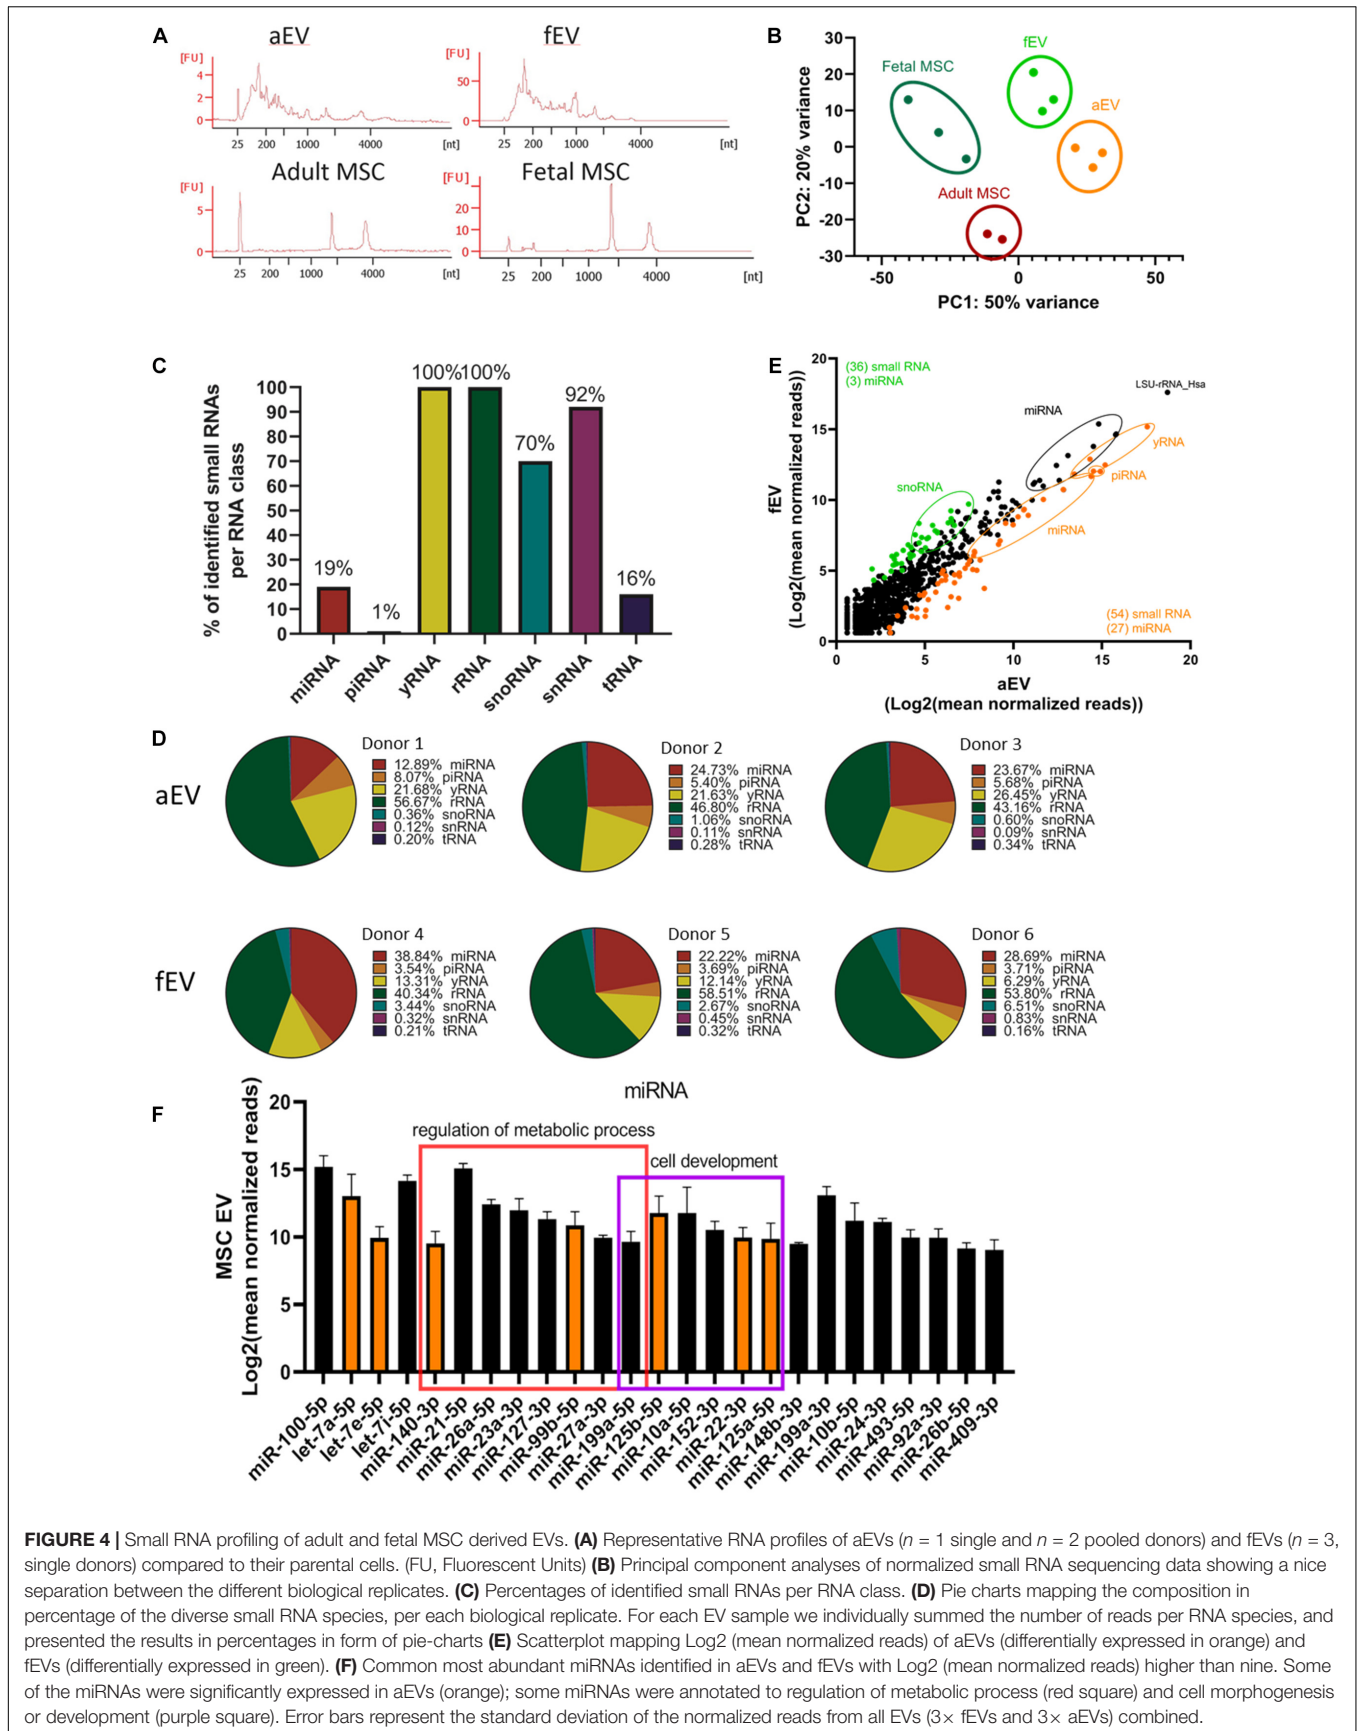 A
aEV
[FU]
4
2
0
25 200 1000 4000 [nt]
fEV
[FU]
50
0
25 200 1000 4000 [nt]
Adult MSC
[FU]
5
0
25 200 1000 4000 [nt]
Fetal MSC
[FU]
20
10
0
25 200 1000 4000 [nt]
B
PC2: 20% variance
30
20
10
0
-10
-20
-30
Fetal MSC
fEV
aEV
Adult MSC
-50 0 50
PC1: 50% variance
C
% of identified small RNAs
per RNA class
100
90
80
70
60
50
40
30
20
10
0
19%
1%
100%
100%
70%
92%
16%
miRNA
piRNA
yRNA
rRNA
snoRNA
snRNA
tRNA
E
fEV
(Log2(mean normalized reads))
20
15
10
5
0
(36) small RNA
(3) miRNA
LSU-rRNA_Hsa
miRNA
yRNA
piRNA
snoRNA
miRNA
(54) small RNA
(27) miRNA
0 5 10 15 20
aEV
(Log2(mean normalized reads))
D
aEV
Donor 1
12.89% miRNA
8.07% piRNA
21.68% yRNA
56.67% rRNA
0.36% snoRNA
0.12% snRNA
0.20% tRNA
Donor 2
24.73% miRNA
5.40% piRNA
21.63% yRNA
46.80% rRNA
1.06% snoRNA
0.11% snRNA
0.28% tRNA
Donor 3
23.67% miRNA
5.68% piRNA
26.45% yRNA
43.16% rRNA
0.60% snoRNA
0.09% snRNA
0.34% tRNA
fEV
Donor 4
38.84% miRNA
3.54% piRNA
13.31% yRNA
40.34% rRNA
3.44% snoRNA
0.32% snRNA
0.21% tRNA
Donor 5
22.22% miRNA
3.69% piRNA
12.14% yRNA
58.51% rRNA
2.67% snoRNA
0.45% snRNA
0.32% tRNA
Donor 6
28.69% miRNA
3.71% piRNA
6.29% yRNA
53.80% rRNA
6.51% snoRNA
0.83% snRNA
0.16% tRNA
F
miRNA
MSC EV
Log2(mean normalized reads)
20
15
10
5
0
regulation of metabolic process
cell development
miR-100-5p
let-7a-5p
let-7e-5p
let-7i-5p
miR-140-3p
miR-21-5p
miR-26a-5p
miR-23a-3p
miR-127-3p
miR-99b-5p
miR-27a-3p
miR-199a-5p
miR-125b-5p
miR-10a-5p
miR-152-3p
miR-22-3p
miR-125a-5p
miR-148b-3p
miR-199a-3p
miR-10b-5p
miR-24-3p
miR-493-5p
miR-92a-3p
miR-26b-5p
miR-409-3p
FIGURE 4 | Small RNA profiling of adult and fetal MSC derived EVs. (A) Representative RNA profiles of aEVs (n = 1 single and n = 2 pooled donors) and fEVs (n = 3,
single donors) compared to their parental cells. (FU, Fluorescent Units) (B) Principal component analyses of normalized small RNA sequencing data showing a nice
separation between the different biological replicates. (C) Percentages of identified small RNAs per RNA class. (D) Pie charts mapping the composition in
percentage of the diverse small RNA species, per each biological replicate. For each EV sample we individually summed the number of reads per RNA species, and
presented the results in percentages in form of pie-charts (E) Scatterplot mapping Log2 (mean normalized reads) of aEVs (differentially expressed in orange) and
fEVs (differentially expressed in green). (F) Common most abundant miRNAs identified in aEVs and fEVs with Log2 (mean normalized reads) higher than nine. Some
of the miRNAs were significantly expressed in aEVs (orange); some miRNAs were annotated to regulation of metabolic process (red square) and cell morphogenesis
or development (purple square). Error bars represent the standard deviation of the normalized reads from all EVs (3× fEVs and 3× aEVs) combined.